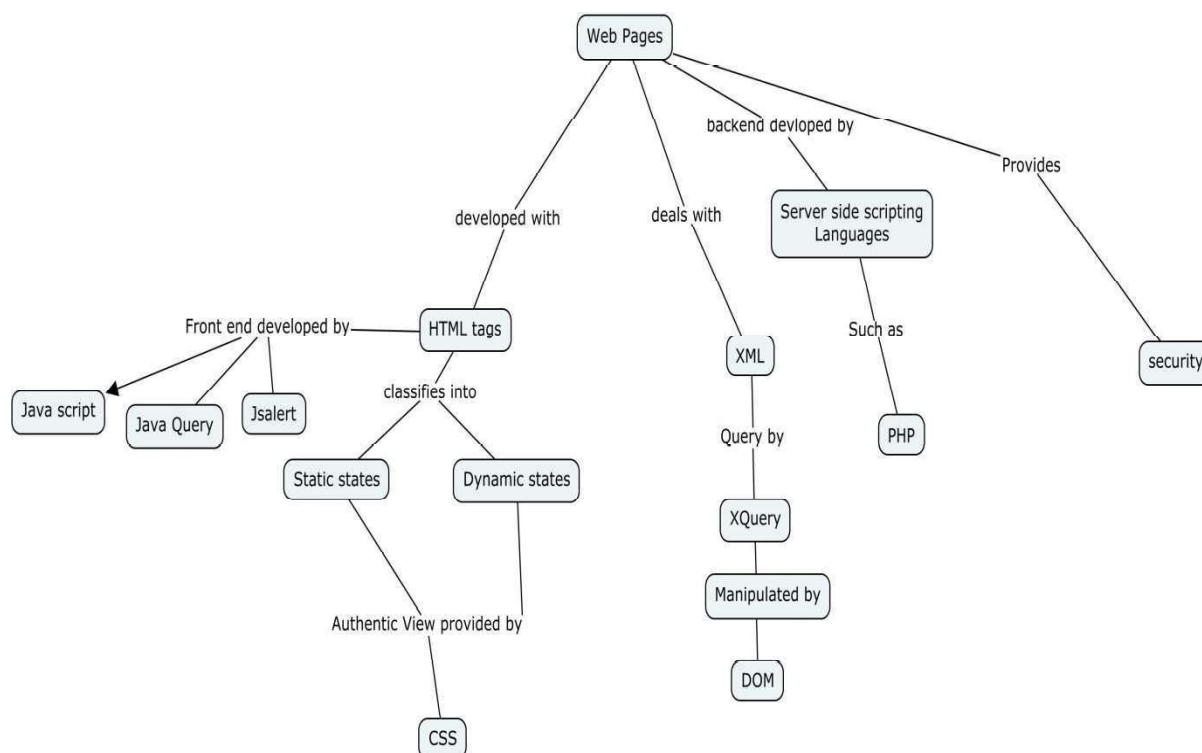 Web Pages
backend devloped by
Provides
developed with
deals with
Server side scripting
Languages
Front end developed by
HTML tags
Such as
XML
security
Java script
Java Query
Jsalert
classifies into
Query by
PHP
Static states
Dynamic states
XQuery
Manipulated by
Authentic View provided by
DOM
CSS